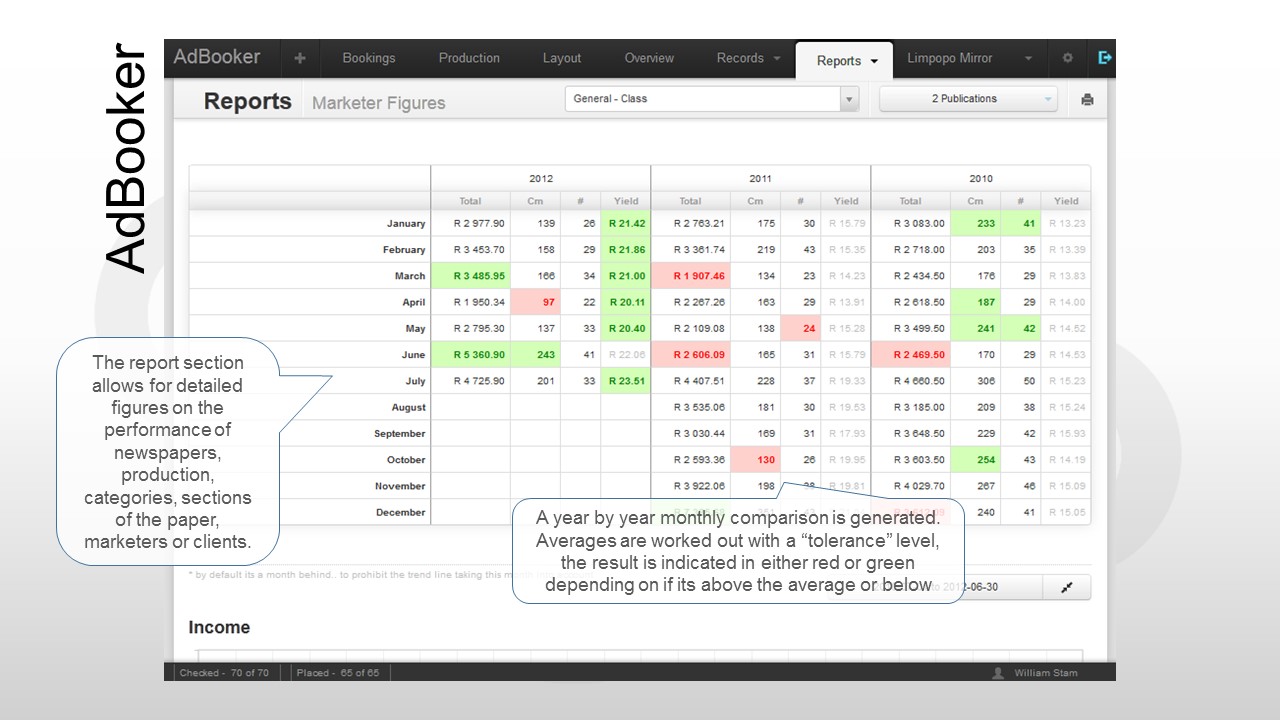 AdBooker
AdBooker + Bookings Production Layout Overview Records Reports Limpopo Mirror
Reports Marketer Figures General - Class 2 Publications
2012 2011 2010
Total Cm # Yield Total Cm # Yield Total Cm # Yield
January R 2 977.90 139 26 R 21.42 R 2 763.21 175 30 R 15.79 R 3 083.00 233 41 R 13.23
February R 3 453.70 158 29 R 21.86 R 3 361.74 219 43 R 15.35 R 2 718.00 203 35 R 13.39
March R 3 485.95 166 34 R 21.00 R 1 907.46 134 23 R 14.23 R 2 434.50 176 29 R 13.83
April R 1 950.34 97 22 R 20.11 R 2 267.26 163 29 R 13.91 R 2 618.50 187 29 R 14.00
May R 2 795.30 137 33 R 20.40 R 2 109.08 138 24 R 15.28 R 3 499.50 241 42 R 14.52
June R 5 360.90 243 41 R 22.06 R 2 606.09 165 31 R 15.79 R 2 469.50 170 29 R 14.53
July R 4 725.90 201 33 R 23.51 R 4 407.51 228 37 R 19.33 R 4 660.50 306 50 R 15.23
August R 3 535.06 181 30 R 19.53 R 3 185.00 209 38 R 15.24
September R 3 030.44 169 31 R 17.93 R 3 648.50 229 42 R 15.93
October R 2 593.36 130 26 R 19.95 R 3 603.50 254 43 R 14.19
November R 3 922.06 198 R 19.81 R 4 029.70 267 46 R 15.09
December 240 41 R 15.05
The report section
allows for detailed
figures on the
performance of
newspapers,
production,
categories, sections
of the paper,
marketers or clients.
A year by year monthly comparison is generated.
Averages are worked out with a “tolerance” level,
the result is indicated in either red or green
depending on if its above the average or below
* by default its a month behind.. to prohibit the trend line taking this
to 2012-06-30
Income
Checked - 70 of 70 Placed - 65 of 65 William Stam